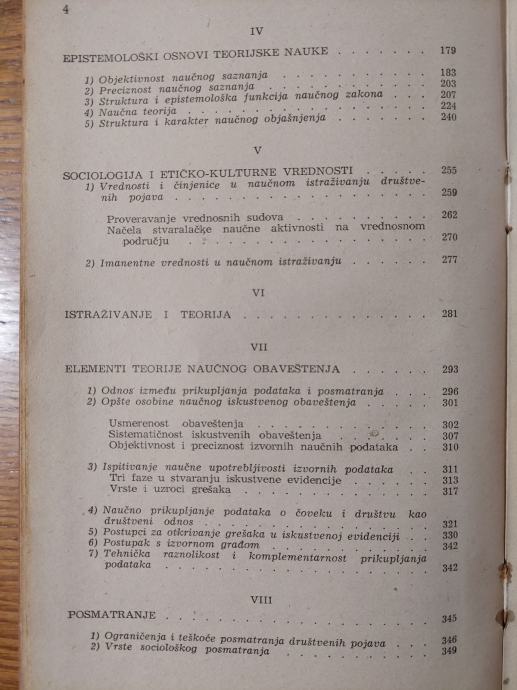 4
IV
EPISTEMOLOŠKI OSNOVI TEORIJSKE NAUKE . . . . . . . 179
1) Objektivnost naučnog saznanja . . . . . . . . . . 183
2) Preciznost naučnog saznanja . . . . . . . . . . . 203
3) Struktura i epistemološka funkcija naučnog zakona . . . 207
4) Naučna teorija . . . . . . . . . . . . . . . . 224
5) Struktura i karakter naučnog objašnjenja . . . . . . . 240
V
SOCIOLOGIJA I ETIČKO-KULTURNE VREDNOSTI . . . . . 255
1) Vrednosti i činjenice u naučnom istraživanju društve-
nih pojava . . . . . . . . . . . . . . . . . 259
Proveravanje vrednosnih sudova . . . . . . . . . 262
Načela stvaralačke naučne aktivnosti na vrednosnom
području . . . . . . . . . . . . . . . . 270
2) Imanentne vrednosti u naučnom istraživanju . . . . . . 277
VI
ISTRAŽIVANJE I TEORIJA . . . . . . . . . . . . . 281
VII
ELEMENTI TEORIJE NAUČNOG OBAVEŠTENJA . . . . . . 293
1) Odnos između prikupljanja podataka i posmatranja . . . . 296
2) Opšte osobine naučnog iskustvenog obaveštenja . . . . . 301
Usmerenost obaveštenja . . . . . . . . . . . . 302
Sistematičnost iskustvenih obaveštenja . . . . . . . 307
Objektivnost i preciznost izvornih naučnih podataka . . 310
3) Ispitivanje naučne upotrebljivosti izvornih podataka . . . 311
Tri faze u stvaranju iskustvene evidencije . . . . . . 313
Vrste i uzroci grešaka . . . . . . . . . . . . . 317
4) Naučno prikupljanje podataka o čoveku i društvu kao
društveni odnos . . . . . . . . . . . . . . . . 321
5) Postupci za otkrivanje grešaka u iskustvenoj evidenciji . . 330
6) Postupak s izvornom građom . . . . . . . . . . . 342
7) Tehnička raznolikost i komplementarnost prikupljanja
podataka . . . . . . . . . . . . . . . . . . 342
VIII
POSMATRANJE . . . . . . . . . . . . . . . . . 345
1) Ograničenja i teškoće posmatranja društvenih pojava . . . 346
2) Vrste sociološkog posmatranja . . . . . . . . . . 349